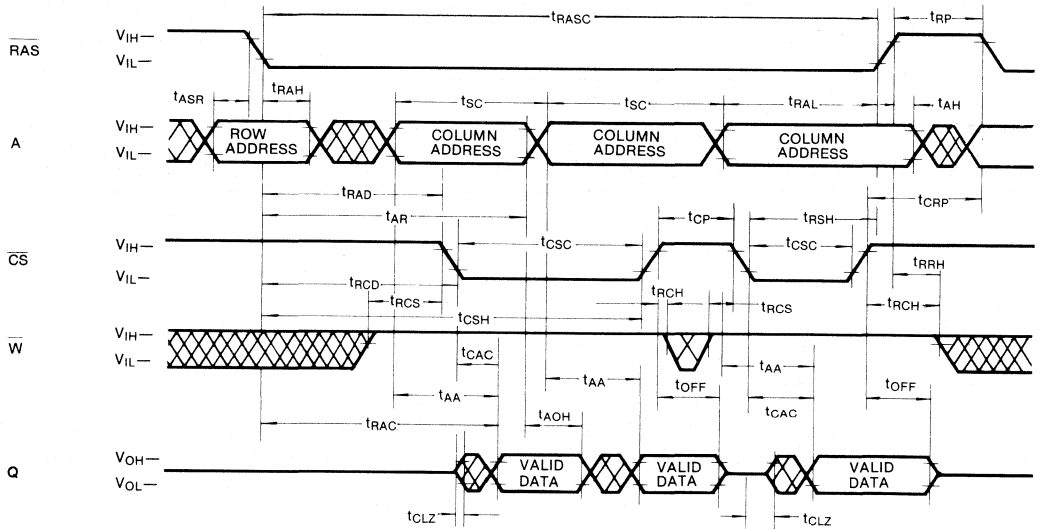 tRASC tRP
RAS VIH—
VIL—
tASR tRAH tSC tSC tRAL tAH
A VIH—
VIL—
ROW ADDRESS
COLUMN ADDRESS
COLUMN ADDRESS
COLUMN ADDRESS
tRAD tCRP
tAR tCP tRSH
CS VIH—
VIL—
tCSC tCSC
tRCD tRCH tRCS tRRH
tRCS tRCH
tCSH
W VIH—
VIL—
tCAC
tAA tAA tOFF tAA tCAC tOFF
tRAC tAOH
Q VOH—
VOL—
VALID DATA
VALID DATA
VALID DATA
tCLZ tCLZ